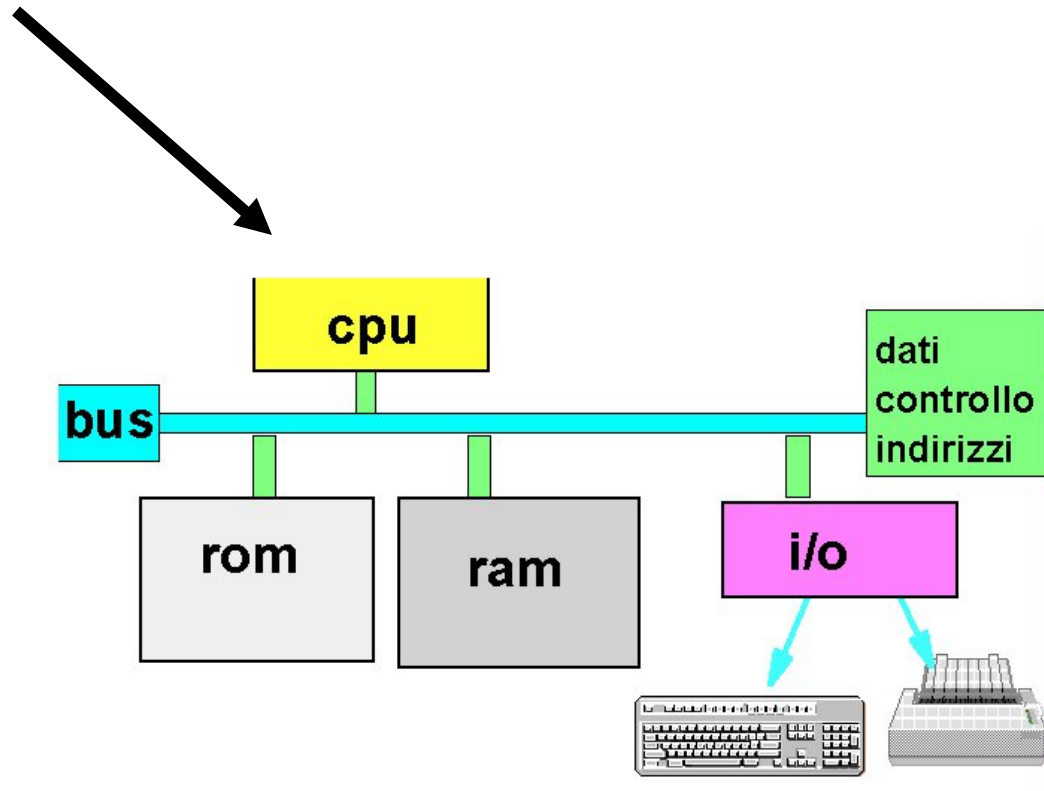 cpu
bus
dati
controllo
indirizzi
rom
ram
i/o